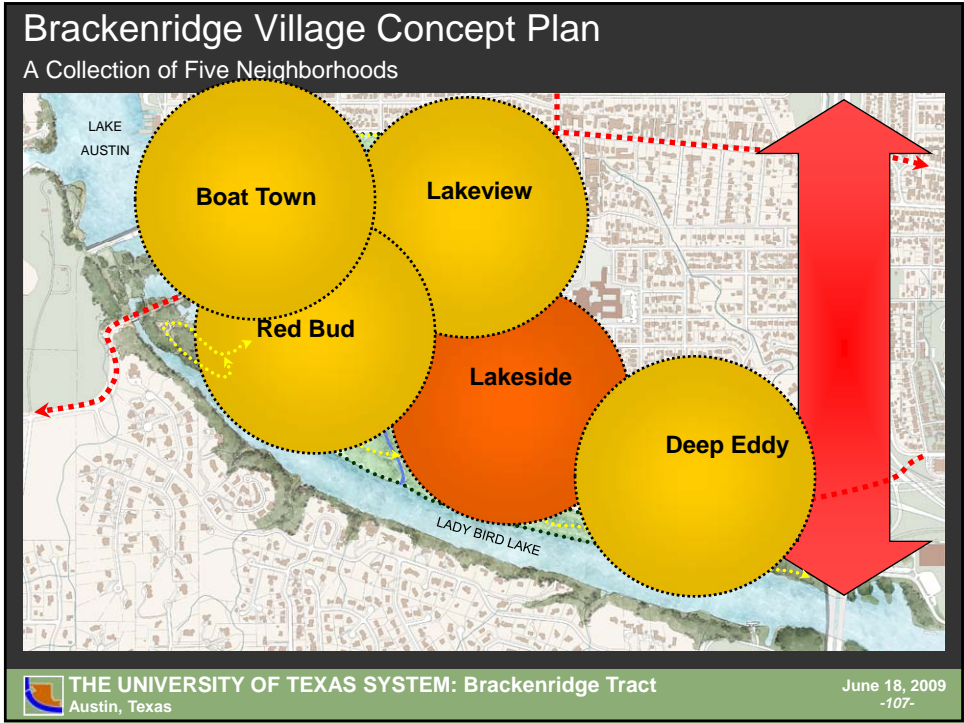 Brackenridge Village Concept Plan
A Collection of Five Neighborhoods
LAKE
AUSTIN
Boat Town
Lakeview
Red Bud
Lakeside
Deep Eddy
LADY BIRD LAKE
THE UNIVERSITY OF TEXAS SYSTEM: Brackenridge Tract
Austin, Texas
June 18, 2009
-107-